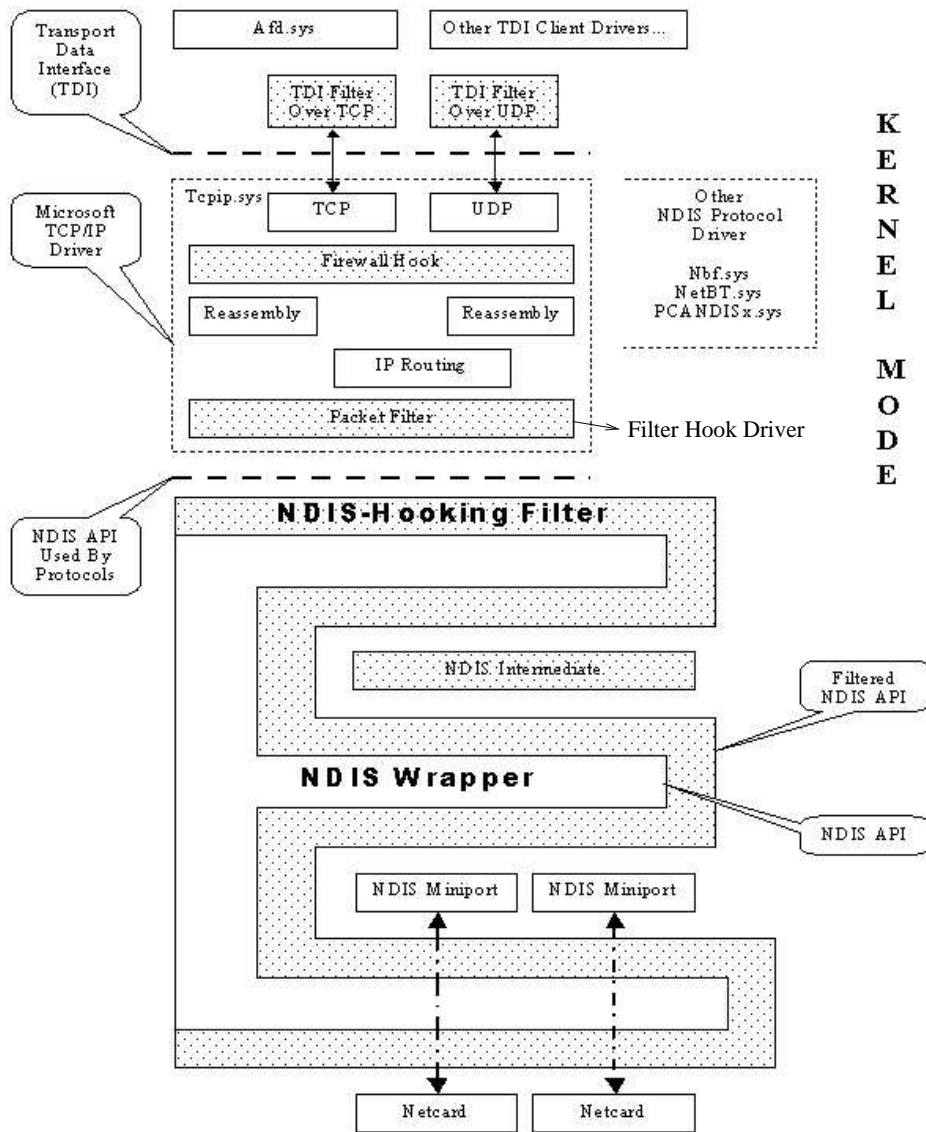 Transport
Data
Interface
(TDI)
Afd.sys
Other TDI Client Drivers...
TDI Filter
Over TCP
TDI Filter
Over UDP
KERNEL MODE
Microsoft
TCP/IP
Driver
Tcpip.sys
TCP
UDP
Firewall Hook
Reassembly
Reassembly
IP Routing
Packet Filter
Filter Hook Driver
Other
NDIS Protocol
Driver
Nbf.sys
NetBT.sys
PCANDISx.sys
NDIS API
Used By
Protocols
NDIS-Hooking Filter
NDIS Intermediate
Filtered
NDIS API
NDIS Wrapper
NDIS API
NDIS Miniport
NDIS Miniport
Netcard
Netcard